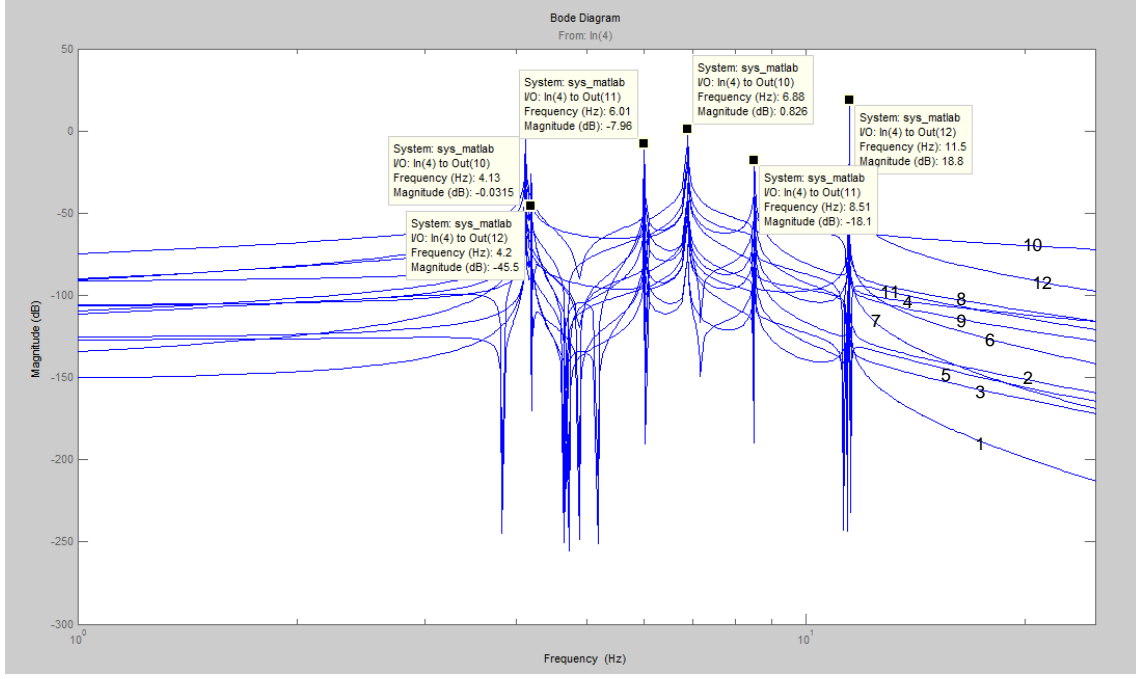 Bode Diagram
From: In(4)
System: sys_matlab
I/O: In(4) to Out(11)
Frequency (Hz): 6.01
Magnitude (dB): -7.96
System: sys_matlab
I/O: In(4) to Out(10)
Frequency (Hz): 6.88
Magnitude (dB): 0.826
System: sys_matlab
I/O: In(4) to Out(12)
Frequency (Hz): 11.5
Magnitude (dB): 18.8
System: sys_matlab
I/O: In(4) to Out(10)
Frequency (Hz): 4.13
Magnitude (dB): -0.0315
System: sys_matlab
I/O: In(4) to Out(11)
Frequency (Hz): 8.51
Magnitude (dB): -18.1
System: sys_matlab
I/O: In(4) to Out(12)
Frequency (Hz): 4.2
Magnitude (dB): -45.5
50
0
-50
-100
-150
-200
-250
-300
Magnitude (dB)
10
12
11
4
8
7
9
6
5
2
3
1
10^0
10^1
Frequency (Hz)